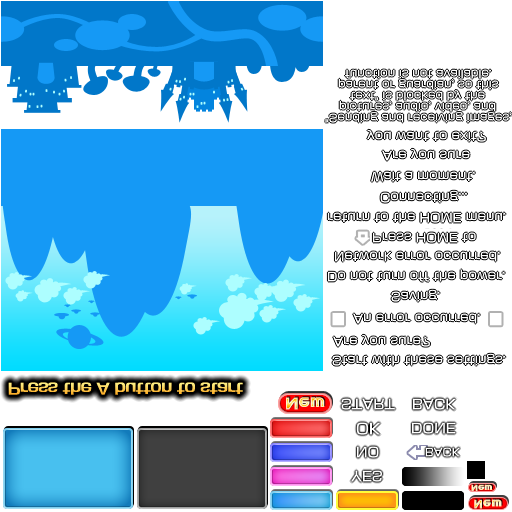 New
New
YES
NO
BACK
OK
DONE
New
START
BACK
Press the A button to start
Start with these settings.
Are you sure?
An error occurred.
Saving.
Do not turn off the power.
Network error occurred.
Press HOME to
return to the HOME menu.
Connecting...
Wait a moment.
Are you sure
you want to exit?
Sending and receiving images,
pictures, audio, video, and
text, is blocked by the
parent or guardian, so this
function is not available.